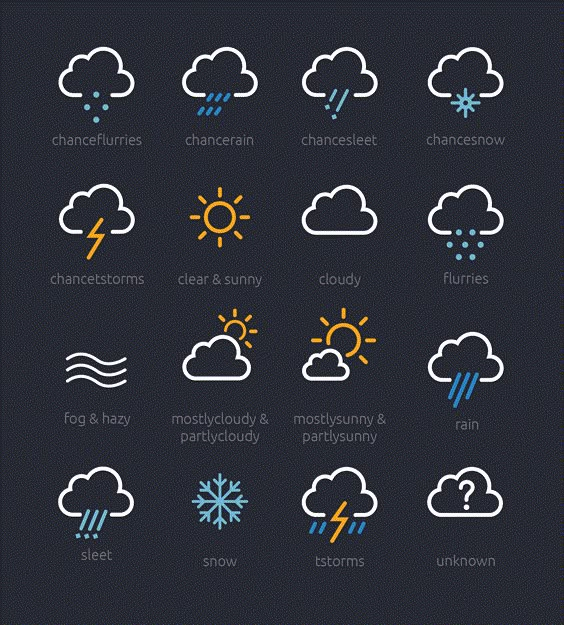 chanceflurries
chancerain
chancesleet
chancesnow
chancetstorms
clear & sunny
cloudy
flurries
fog & hazy
mostlycloudy &
partlycloudy
mostlysunny &
partlysunny
rain
sleet
snow
tstorms
?
unknown